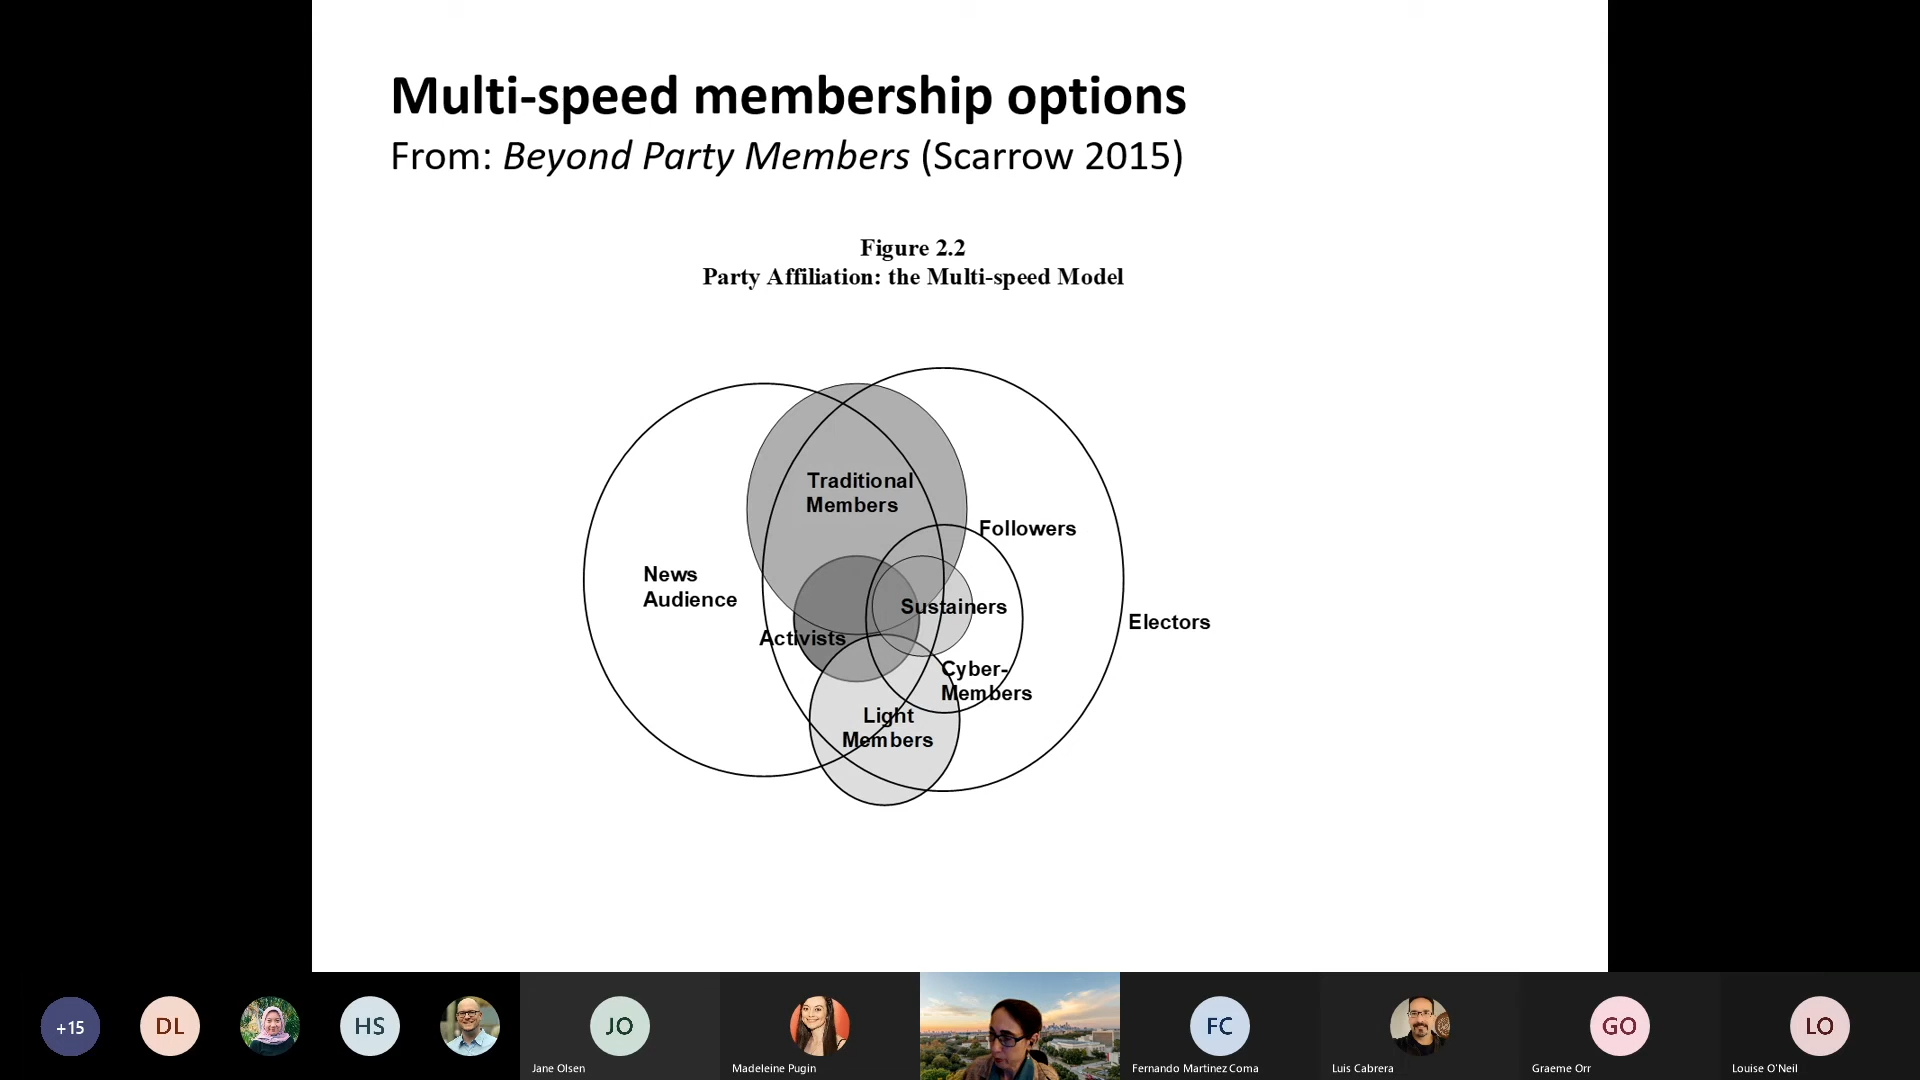 Multi-speed membership options
From: Beyond Party Members (Scarrow 2015)
Figure 2.2
Party Affiliation: the Multi-speed Model
Traditional
Members
Followers
News
Audience
Sustainers
Electors
Activists
Cyber-
Members
Light
Members
+15
DL
HS
JO
FC
GO
LO
Jane Olsen
Madeleine Pugin
Fernando Martinez Coma
Luis Cabrera
Graeme Orr
Louise O'Neil